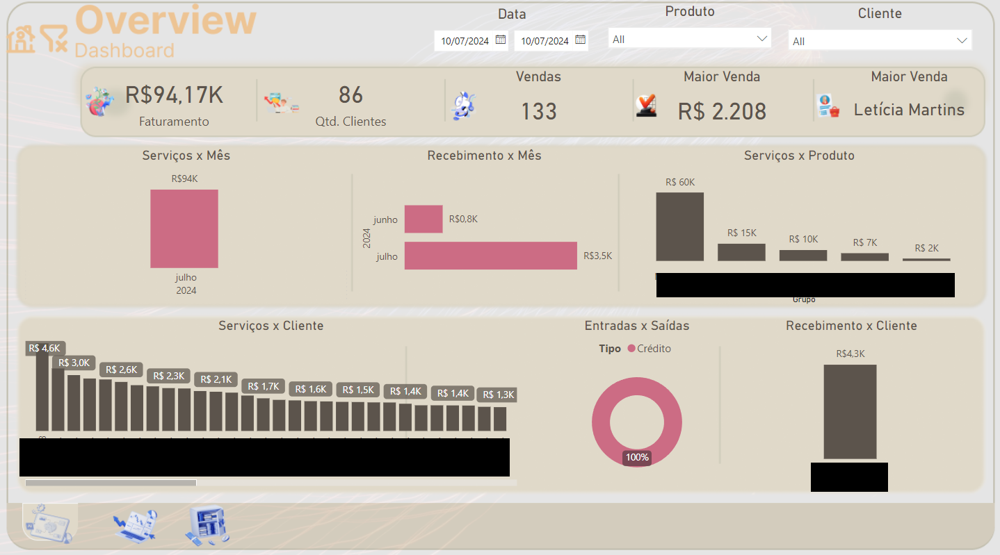 Overview
Dashboard
Data
10/07/2024
10/07/2024
Produto
All
Cliente
All
R$94,17K
Faturamento
86
Qtd. Clientes
Vendas
133
Maior Venda
R$ 2.208
Maior Venda
Letícia Martins
Serviços x Mês
R$94K
julho
2024
Recebimento x Mês
2024
junho
R$0,8K
julho
R$3,5K
Serviços x Produto
R$ 60K
R$ 15K
R$ 10K
R$ 7K
R$ 2K
Grupo
Serviços x Cliente
R$ 4,6K
R$ 3,0K
R$ 2,6K
R$ 2,3K
R$ 2,1K
R$ 1,7K
R$ 1,6K
R$ 1,5K
R$ 1,4K
R$ 1,4K
R$ 1,3K
Entradas x Saídas
Tipo Crédito
100%
Recebimento x Cliente
R$4,3K